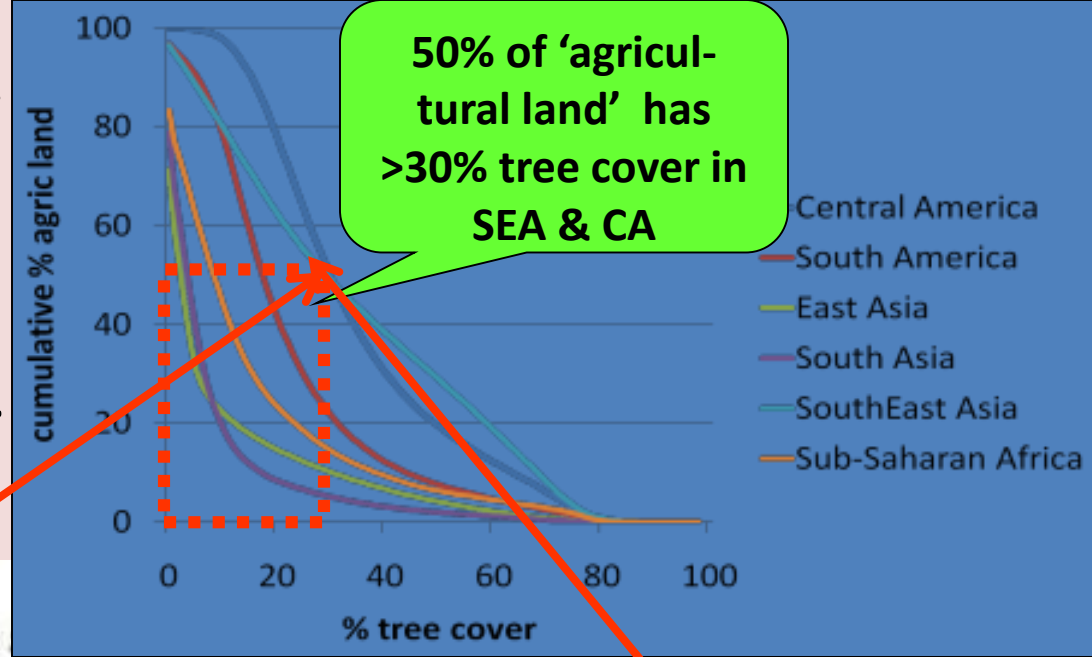 50% of ‘agricul-
tural land’ has
>30% tree cover in
SEA & CA
cumulative % agric land
100
80
60
40
20
0
0 20 40 60 80 100
% tree cover
Central America
South America
East Asia
South Asia
SouthEast Asia
Sub-Saharan Africa